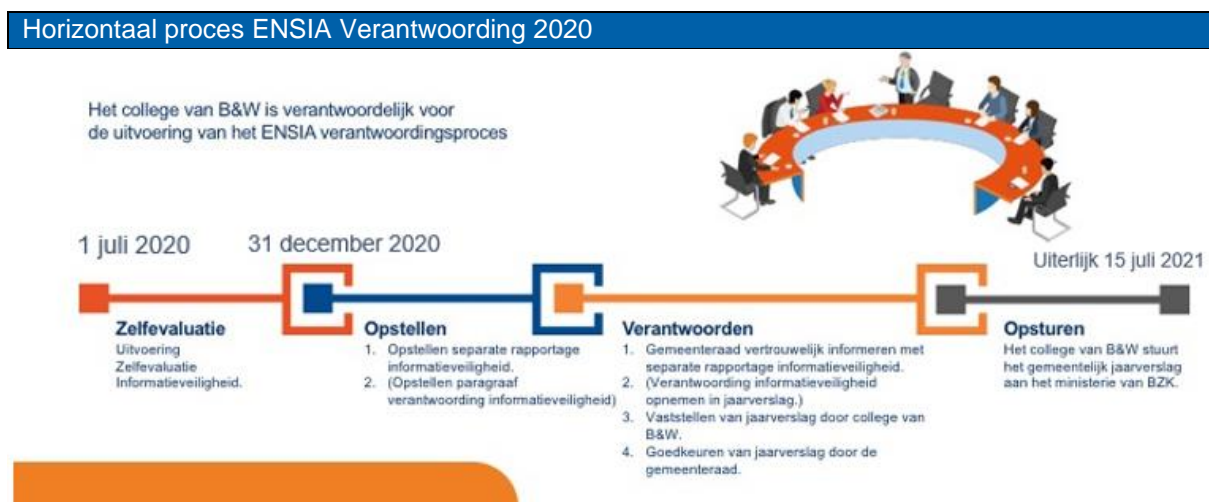 Horizontaal proces ENSIA Verantwoording 2020
Het college van B&W is verantwoordelijk voor
de uitvoering van het ENSIA verantwoordingsproces
1 juli 2020
31 december 2020
Uiterlijk 15 juli 2021
Zelfevaluatie
Uitvoering
Zelfevaluatie
Informatieveiligheid.
Opstellen
1. Opstellen separate rapportage
informatieveiligheid.
2. (Opstellen paragraaf
verantwoording informatieveiligheid)
Verantwoorden
1. Gemeenteraad vertrouwelijk informeren met
separate rapportage informatieveiligheid.
2. (Verantwoording informatieveiligheid
opnemen in jaarverslag.)
3. Vaststellen van jaarverslag door college van
B&W.
4. Goedkeuren van jaarverslag door de
gemeenteraad.
Opsturen
Het college van B&W stuurt
het gemeentelijk jaarverslag
aan het ministerie van BZK.